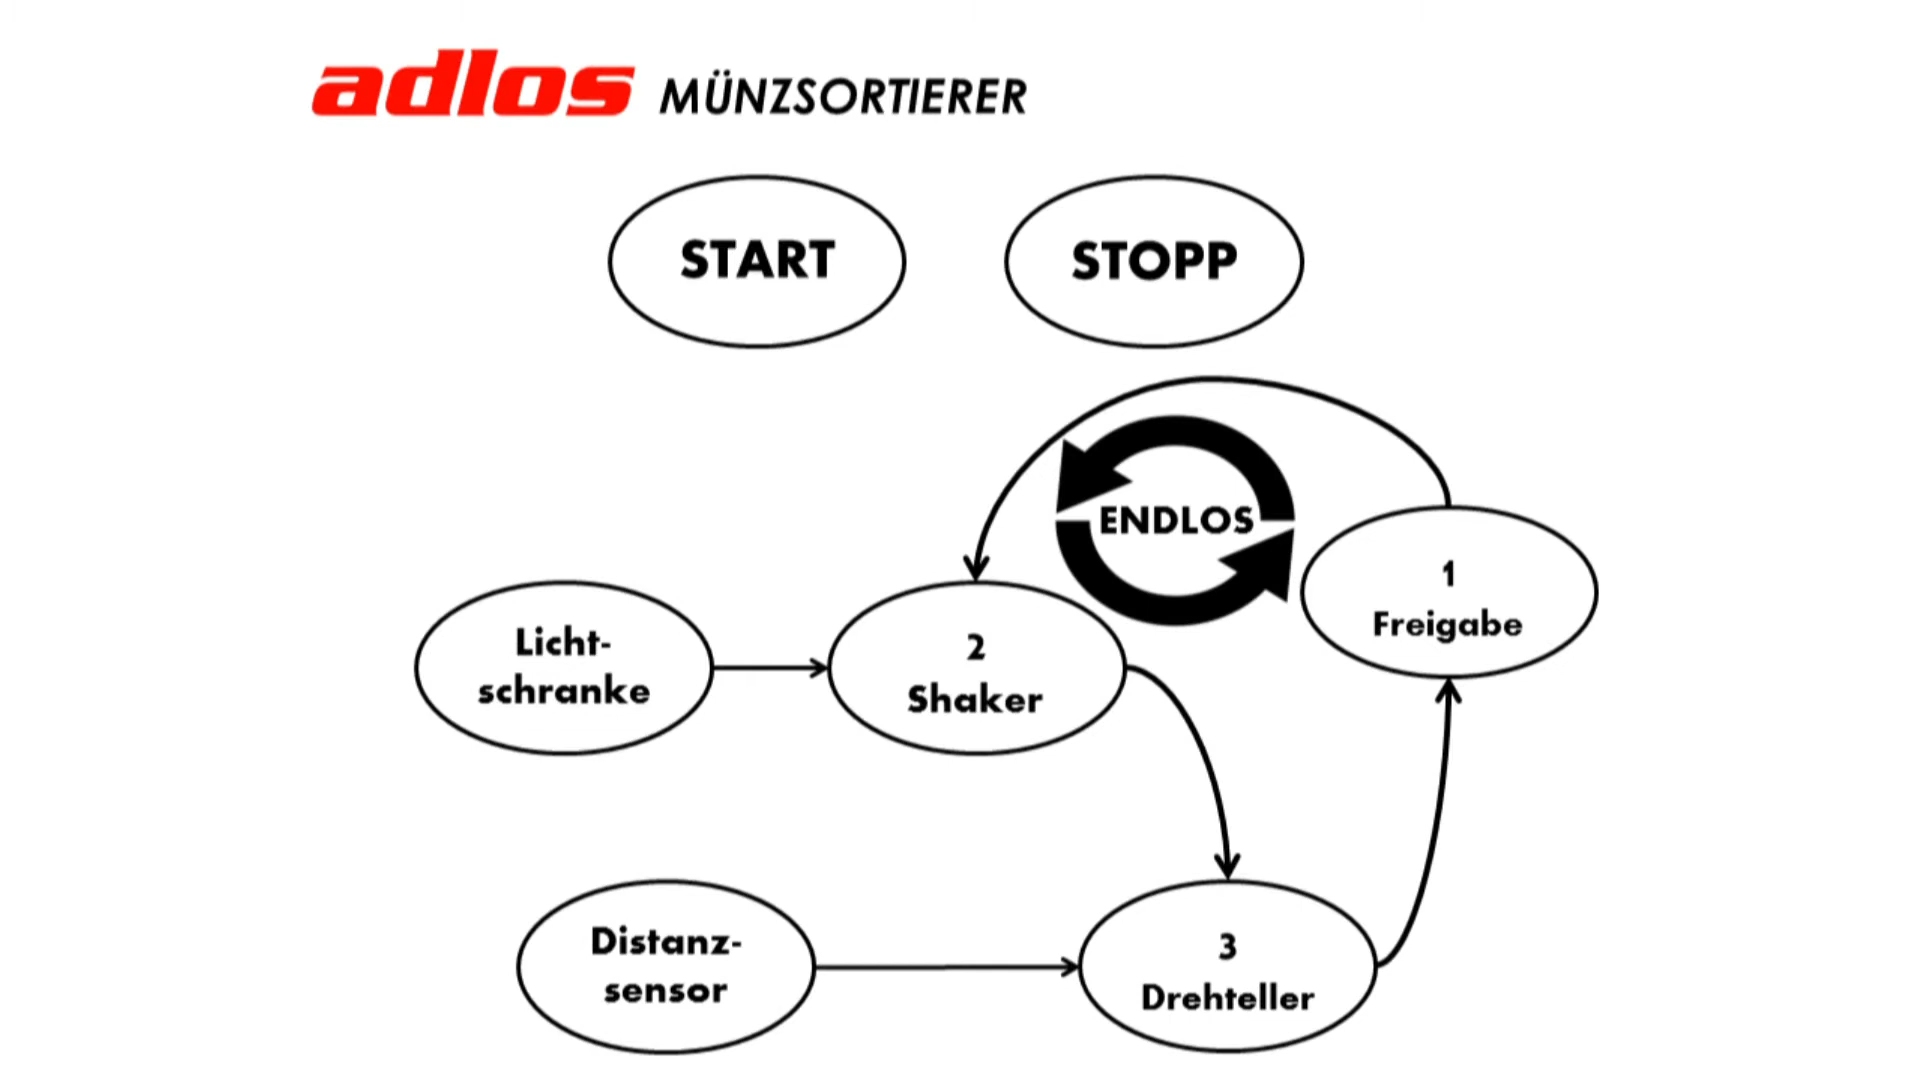 adlos MÜNZSORTIERER
START
STOPP
ENDLOS
1
Freigabe
Licht-
schranke
2
Shaker
Distanz-
sensor
3
Drehteller